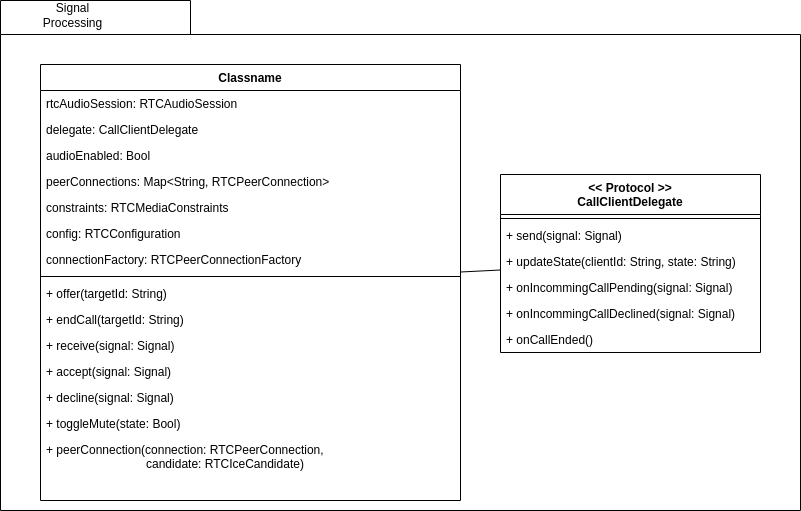 Signal
Processing
Classname
rtcAudioSession: RTCAudioSession
delegate: CallClientDelegate
audioEnabled: Bool
peerConnections: Map<String, RTCPeerConnection>
constraints: RTCMediaConstraints
config: RTCConfiguration
connectionFactory: RTCPeerConnectionFactory
+ offer(targetId: String)
+ endCall(targetId: String)
+ receive(signal: Signal)
+ accept(signal: Signal)
+ decline(signal: Signal)
+ toggleMute(state: Bool)
+ peerConnection(connection: RTCPeerConnection,
candidate: RTCIceCandidate)
<< Protocol >>
CallClientDelegate
+ send(signal: Signal)
+ updateState(clientId: String, state: String)
+ onIncommingCallPending(signal: Signal)
+ onIncommingCallDeclined(signal: Signal)
+ onCallEnded()